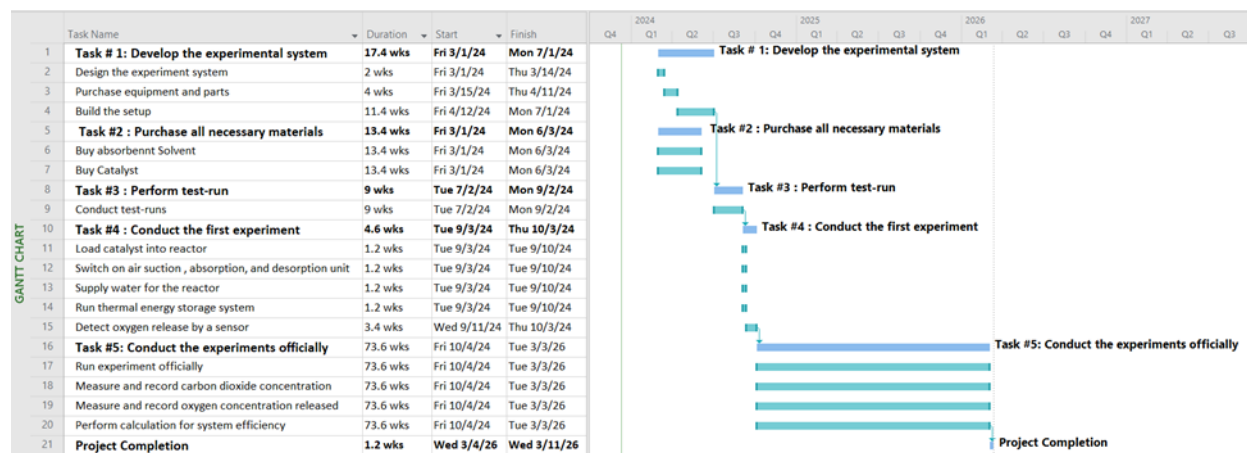 2024 2025 2026 2027
Task Name Duration Start Finish Q4 Q1 Q2 Q3 Q4 Q1 Q2 Q3 Q4 Q1 Q2 Q3 Q4 Q1 Q2 Q3
1 Task # 1: Develop the experimental system 17.4 wks Fri 3/1/24 Mon 7/1/24 Task # 1: Develop the experimental system
2 Design the experiment system 2 wks Fri 3/1/24 Thu 3/14/24
3 Purchase equipment and parts 4 wks Fri 3/15/24 Thu 4/11/24
4 Build the setup 11.4 wks Fri 4/12/24 Mon 7/1/24
5 Task #2 : Purchase all necessary materials 13.4 wks Fri 3/1/24 Mon 6/3/24 Task #2 : Purchase all necessary materials
6 Buy absorbennt Solvent 13.4 wks Fri 3/1/24 Mon 6/3/24
7 Buy Catalyst 13.4 wks Fri 3/1/24 Mon 6/3/24
8 Task #3 : Perform test-run 9 wks Tue 7/2/24 Mon 9/2/24 Task #3 : Perform test-run
9 Conduct test-runs 9 wks Tue 7/2/24 Mon 9/2/24
10 Task #4 : Conduct the first experiment 4.6 wks Tue 9/3/24 Thu 10/3/24 Task #4 : Conduct the first experiment
11 Load catalyst into reactor 1.2 wks Tue 9/3/24 Tue 9/10/24
12 Switch on air suction , absorption, and desorption unit 1.2 wks Tue 9/3/24 Tue 9/10/24
13 Supply water for the reactor 1.2 wks Tue 9/3/24 Tue 9/10/24
14 Run thermal energy storage system 1.2 wks Tue 9/3/24 Tue 9/10/24
15 Detect oxygen release by a sensor 3.4 wks Wed 9/11/24 Thu 10/3/24
16 Task #5: Conduct the experiments officially 73.6 wks Fri 10/4/24 Tue 3/3/26 Task #5: Conduct the experiments officially
17 Run experiment officially 73.6 wks Fri 10/4/24 Tue 3/3/26
18 Measure and record carbon dioxide concentration 73.6 wks Fri 10/4/24 Tue 3/3/26
19 Measure and record oxygen concentration released 73.6 wks Fri 10/4/24 Tue 3/3/26
20 Perform calculation for system efficiency 73.6 wks Fri 10/4/24 Tue 3/3/26
21 Project Completion 1.2 wks Wed 3/4/26 Wed 3/11/26 Project Completion
GANTT CHART